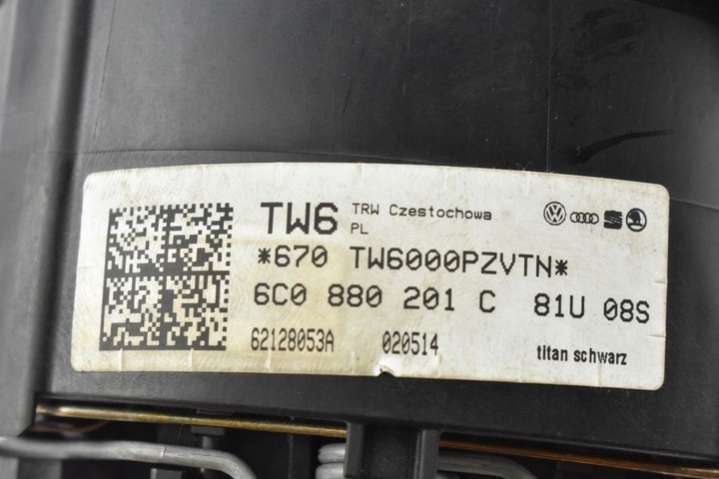 TW6 TRW Czestochowa
PL
*670 TW6000PZVTN*
6C0 880 201 C 81U 08S
62128053A 020514 titan schwarz